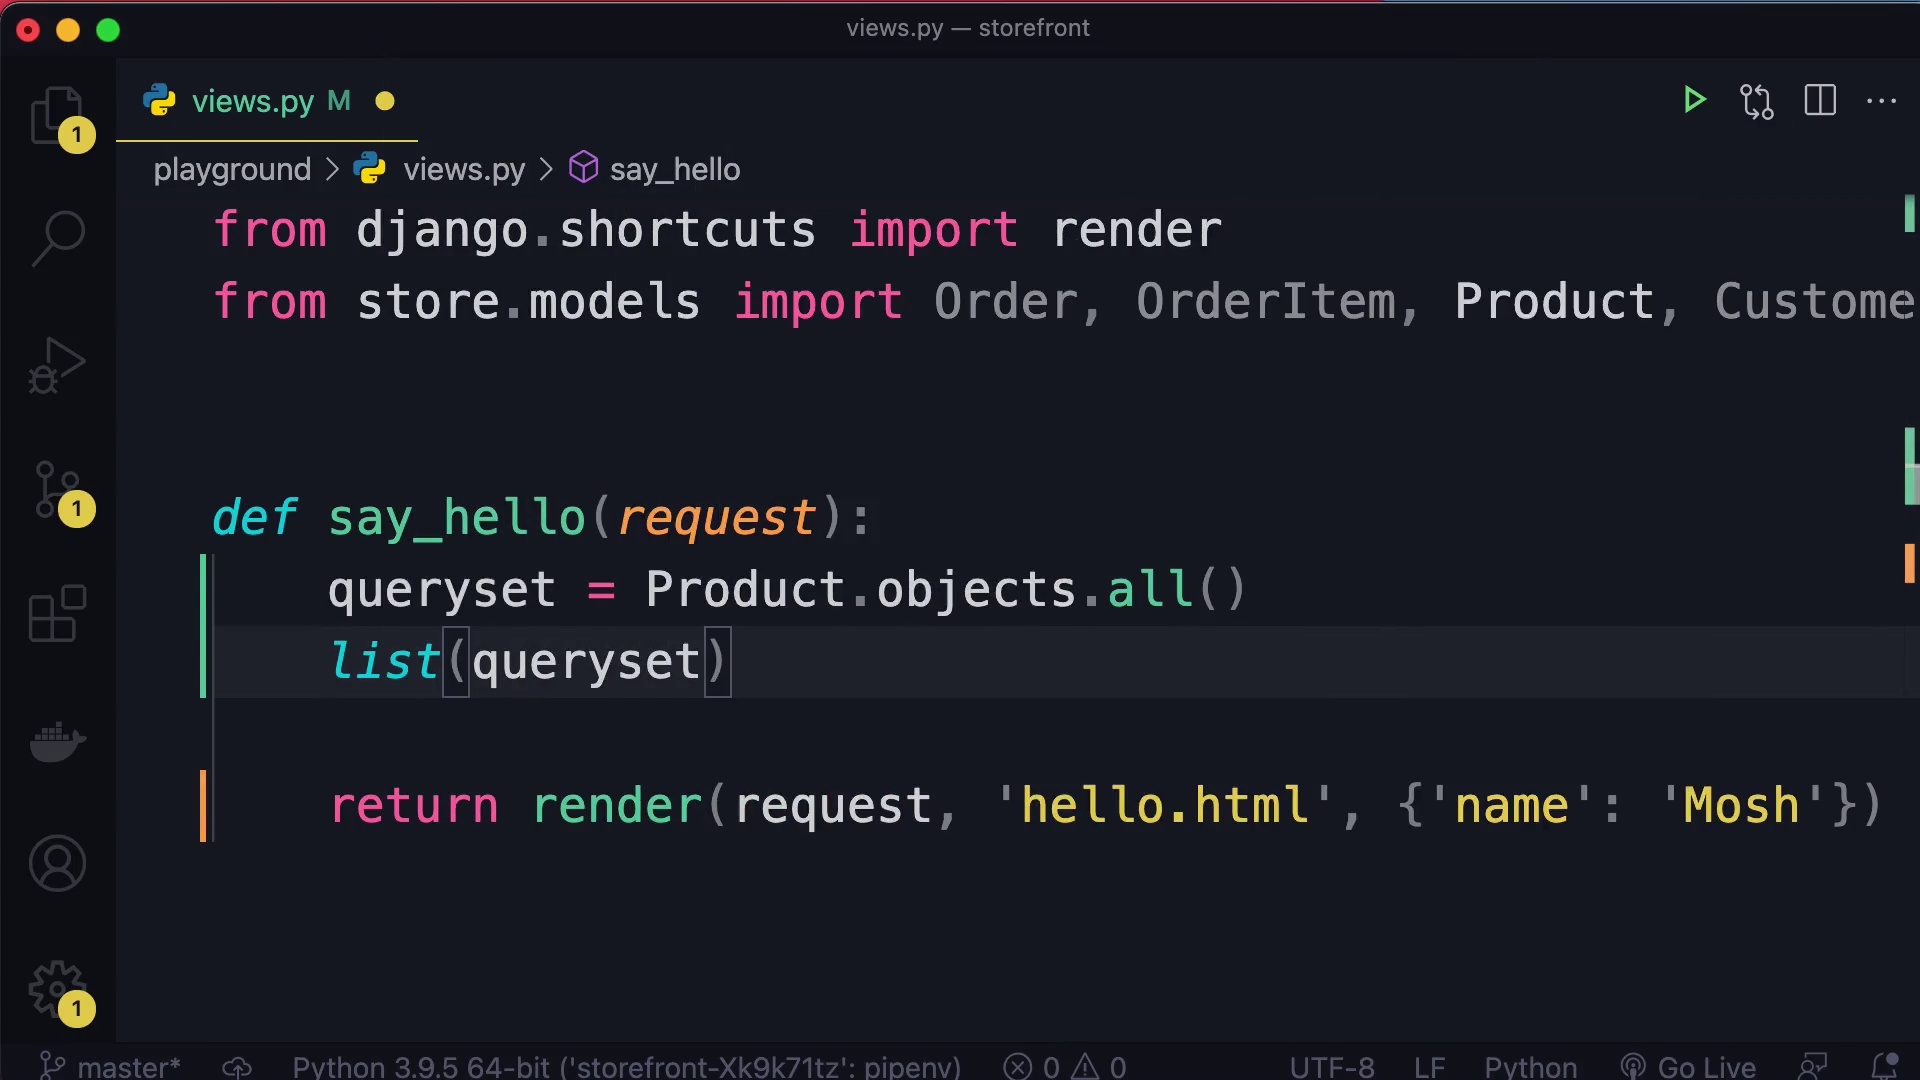 views.py — storefront
views.py M
1
playground > views.py > say_hello
from django.shortcuts import render
from store.models import Order, OrderItem, Product, Custome
def say_hello(request):
    queryset = Product.objects.all()
    list(queryset)
1
    return render(request, 'hello.html', {'name': 'Mosh'})
1
master* Python 3.9.5 64-bit ('storefront-Xk9k71tz': pipenv) 0 0 UTF-8 LF Python Go Live